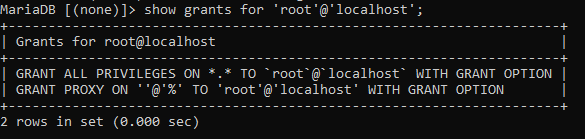 MariaDB [(none)]> show grants for 'root'@'localhost';
+---------------------------------------------------------------------+
| Grants for root@localhost |
+---------------------------------------------------------------------+
| GRANT ALL PRIVILEGES ON *.* TO `root`@`localhost` WITH GRANT OPTION |
| GRANT PROXY ON ''@'%' TO 'root'@'localhost' WITH GRANT OPTION |
+---------------------------------------------------------------------+
2 rows in set (0.000 sec)